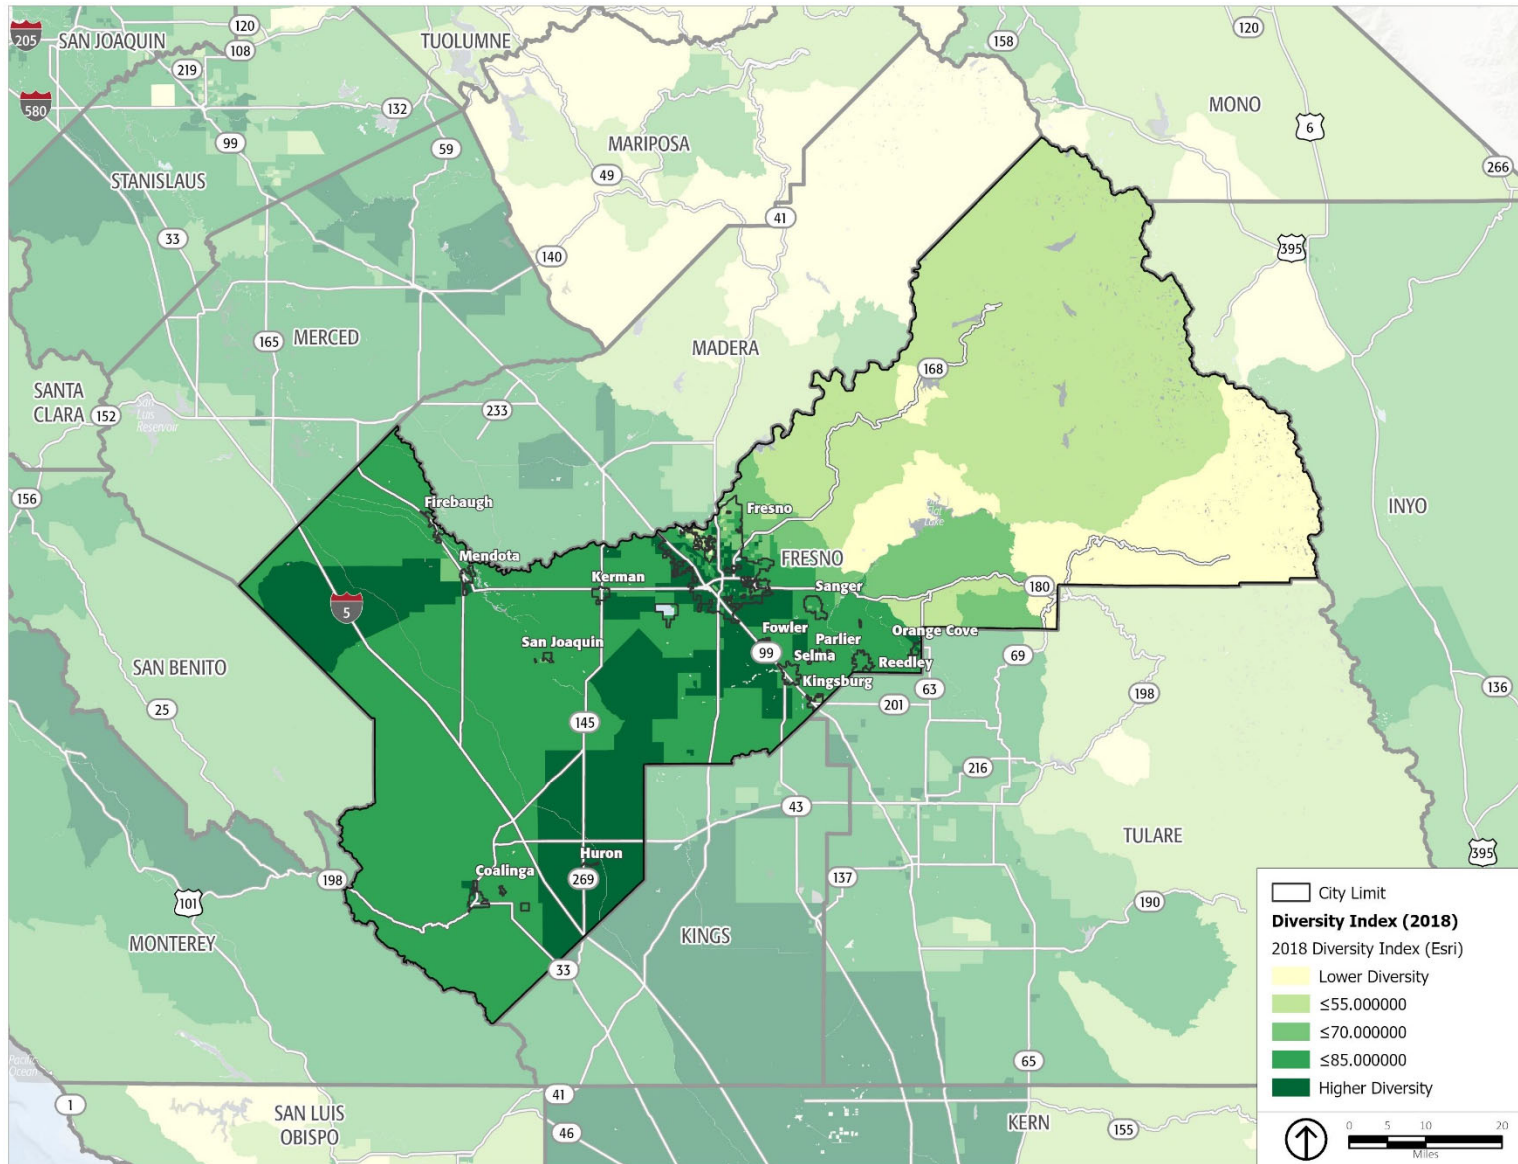 205
SAN JOAQUIN
120
108
TUOLUMNE
158
120
219
580
132
MONO
6
99
59
MARIPOSA
49
266
STANISLAUS
33
41
395
140
165
MERCED
MADERA
168
SANTA
CLARA
152
San
Luis
Reservoir
233
156
Firebaugh
Fresno
INYO
Mendota
FRESNO
Kerman
Sanger
180
5
Fowler
Orange Cove
San Joaquin
Parlier
99
Selma
Reedley
69
SAN BENITO
Kingsburg
63
198
136
25
201
145
216
43
TULARE
395
Huron
Coalinga
198
269
137
101
190
MONTEREY
KINGS
33
65
Pacific
Ocean
41
1
SAN LUIS
OBISPO
46
KERN
155
City Limit
Diversity Index (2018)
2018 Diversity Index (Esri)
Lower Diversity
≤55.000000
≤70.000000
≤85.000000
Higher Diversity
0 5 10 20
Miles